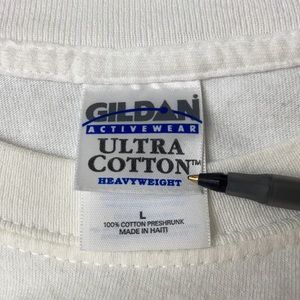 GILDAN
ACTIVEWEAR
ULTRA
COTTON™
HEAVYWEIGHT
L
100% COTTON PRESHRUNK
MADE IN HAITI